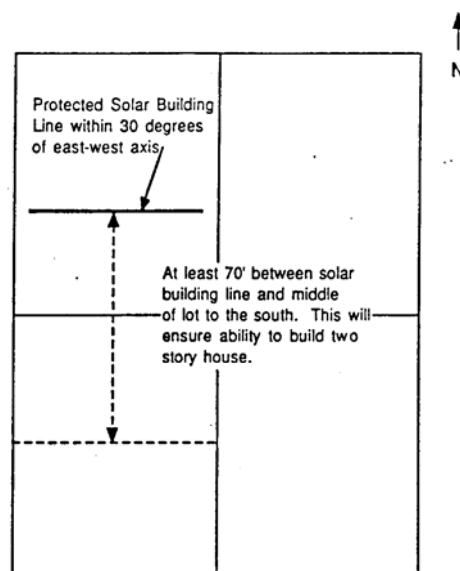 N
Protected Solar Building
Line within 30 degrees
of east-west axis
At least 70' between solar
building line and middle
of lot to the south. This will
ensure ability to build two
story house.